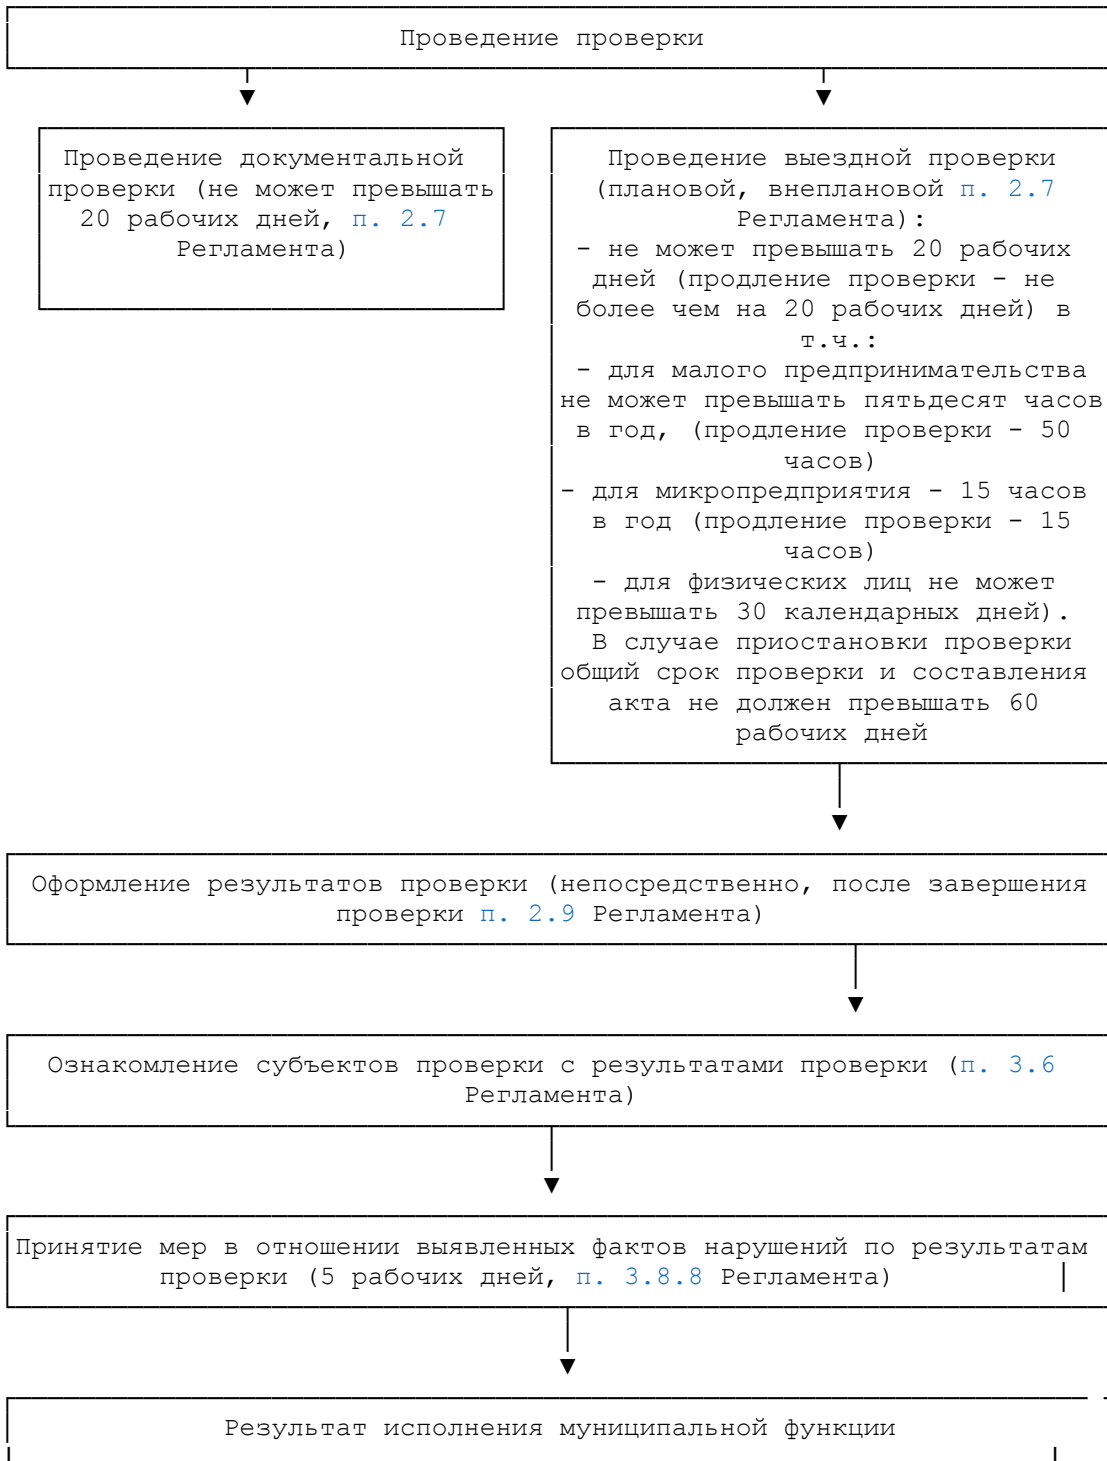 Проведение проверки
Проведение документальной
проверки (не может превышать
20 рабочих дней, п. 2.7
Регламента)
Проведение выездной проверки
(плановой, внеплановой п. 2.7
Регламента):
- не может превышать 20 рабочих
дней (продление проверки - не
более чем на 20 рабочих дней) в
т.ч.:
- для малого предпринимательства
не может превышать пятьдесят часов
в год, (продление проверки - 50
часов)
- для микропредприятия - 15 часов
в год (продление проверки - 15
часов)
- для физических лиц не может
превышать 30 календарных дней).
В случае приостановки проверки
общий срок проверки и составления
акта не должен превышать 60
рабочих дней
Оформление результатов проверки (непосредственно, после завершения
проверки п. 2.9 Регламента)
Ознакомление субъектов проверки с результатами проверки (п. 3.6
Регламента)
Принятие мер в отношении выявленных фактов нарушений по результатам
проверки (5 рабочих дней, п. 3.8.8 Регламента)
Результат исполнения муниципальной функции